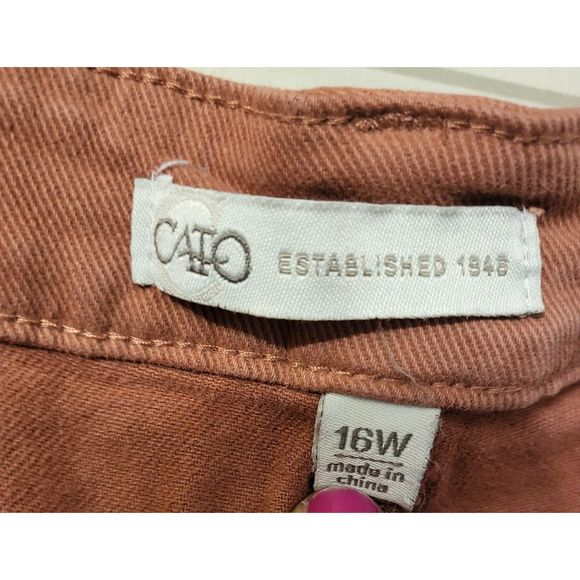 CATO
ESTABLISHED 1946
16W
made in
china